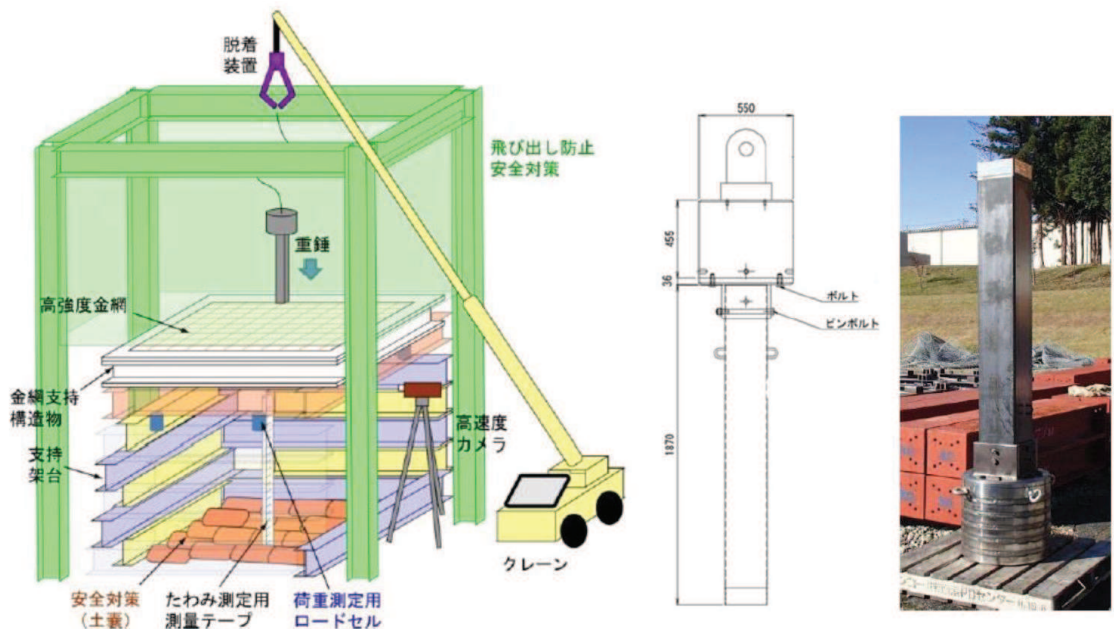 脱着
装置
飛び出し防止
安全対策
重錘
高強度金網
金網支持
構造物
支持
架台
高速度
カメラ
クレーン
安全対策
(土嚢)
たわみ測定用
測量テープ
荷重測定用
ロードセル
550
455
36
1870
ボルト
ピンボルト